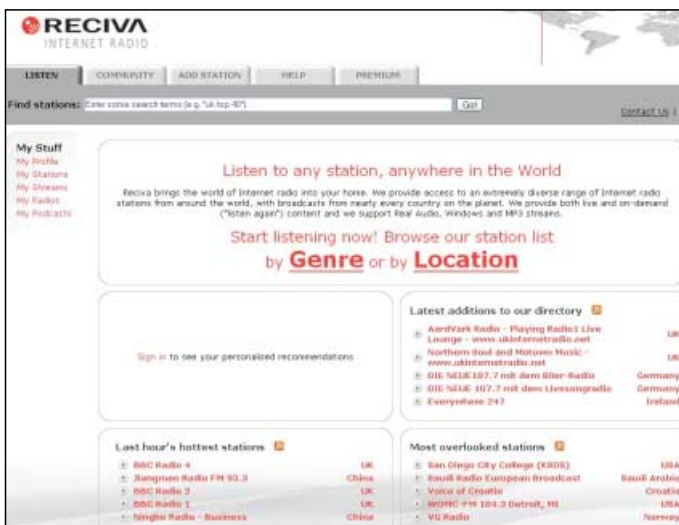 RECIVA
INTERNET RADIO
LISTEN
COMMUNITY
ADD STATION
HELP
PREMIUM
Find stations:
Enter some search terms (e.g. "uk top 40")
Go!
Contact Us
My Stuff
My Profile
My Stations
My Streams
My Radios
My Podcasts
Listen to any station, anywhere in the World
Reciva brings the world of Internet radio into your home. We provide access to an extremely diverse range of Internet radio
stations from around the world, with broadcasts from nearly every country on the planet. We provide both live and on-demand
("listen again") content and we support Real Audio, Windows and MP3 streams.
Start listening now! Browse our station list
by Genre or by Location
Sign in to see your personalised recommendations
Latest additions to our directory
AardVark Radio - Playing Radio1 Live
Lounge - www.ukinternetradio.net
UK
Northern Soul and Motown Music -
www.ukinternetradio.net
UK
DIE NEUE 107.7 mit dem 80er-Radio Germany
DIE NEUE 107.7 mit dem Livesongradio Germany
Everywhere 247 Ireland
Last hour's hottest stations
BBC Radio 4 UK
Jiangmen Radio FM 93.3 China
BBC Radio 2 UK
BBC Radio 1 UK
Ningbo Radio - Business China
Most overlooked stations
San Diego City College (KSDS) USA
Saudi Radio European Broadcast Saudi Arabia
Voice of Croatia Croatia
WOMC FM 104.3 Detroit, MI USA
VG Radio Norway